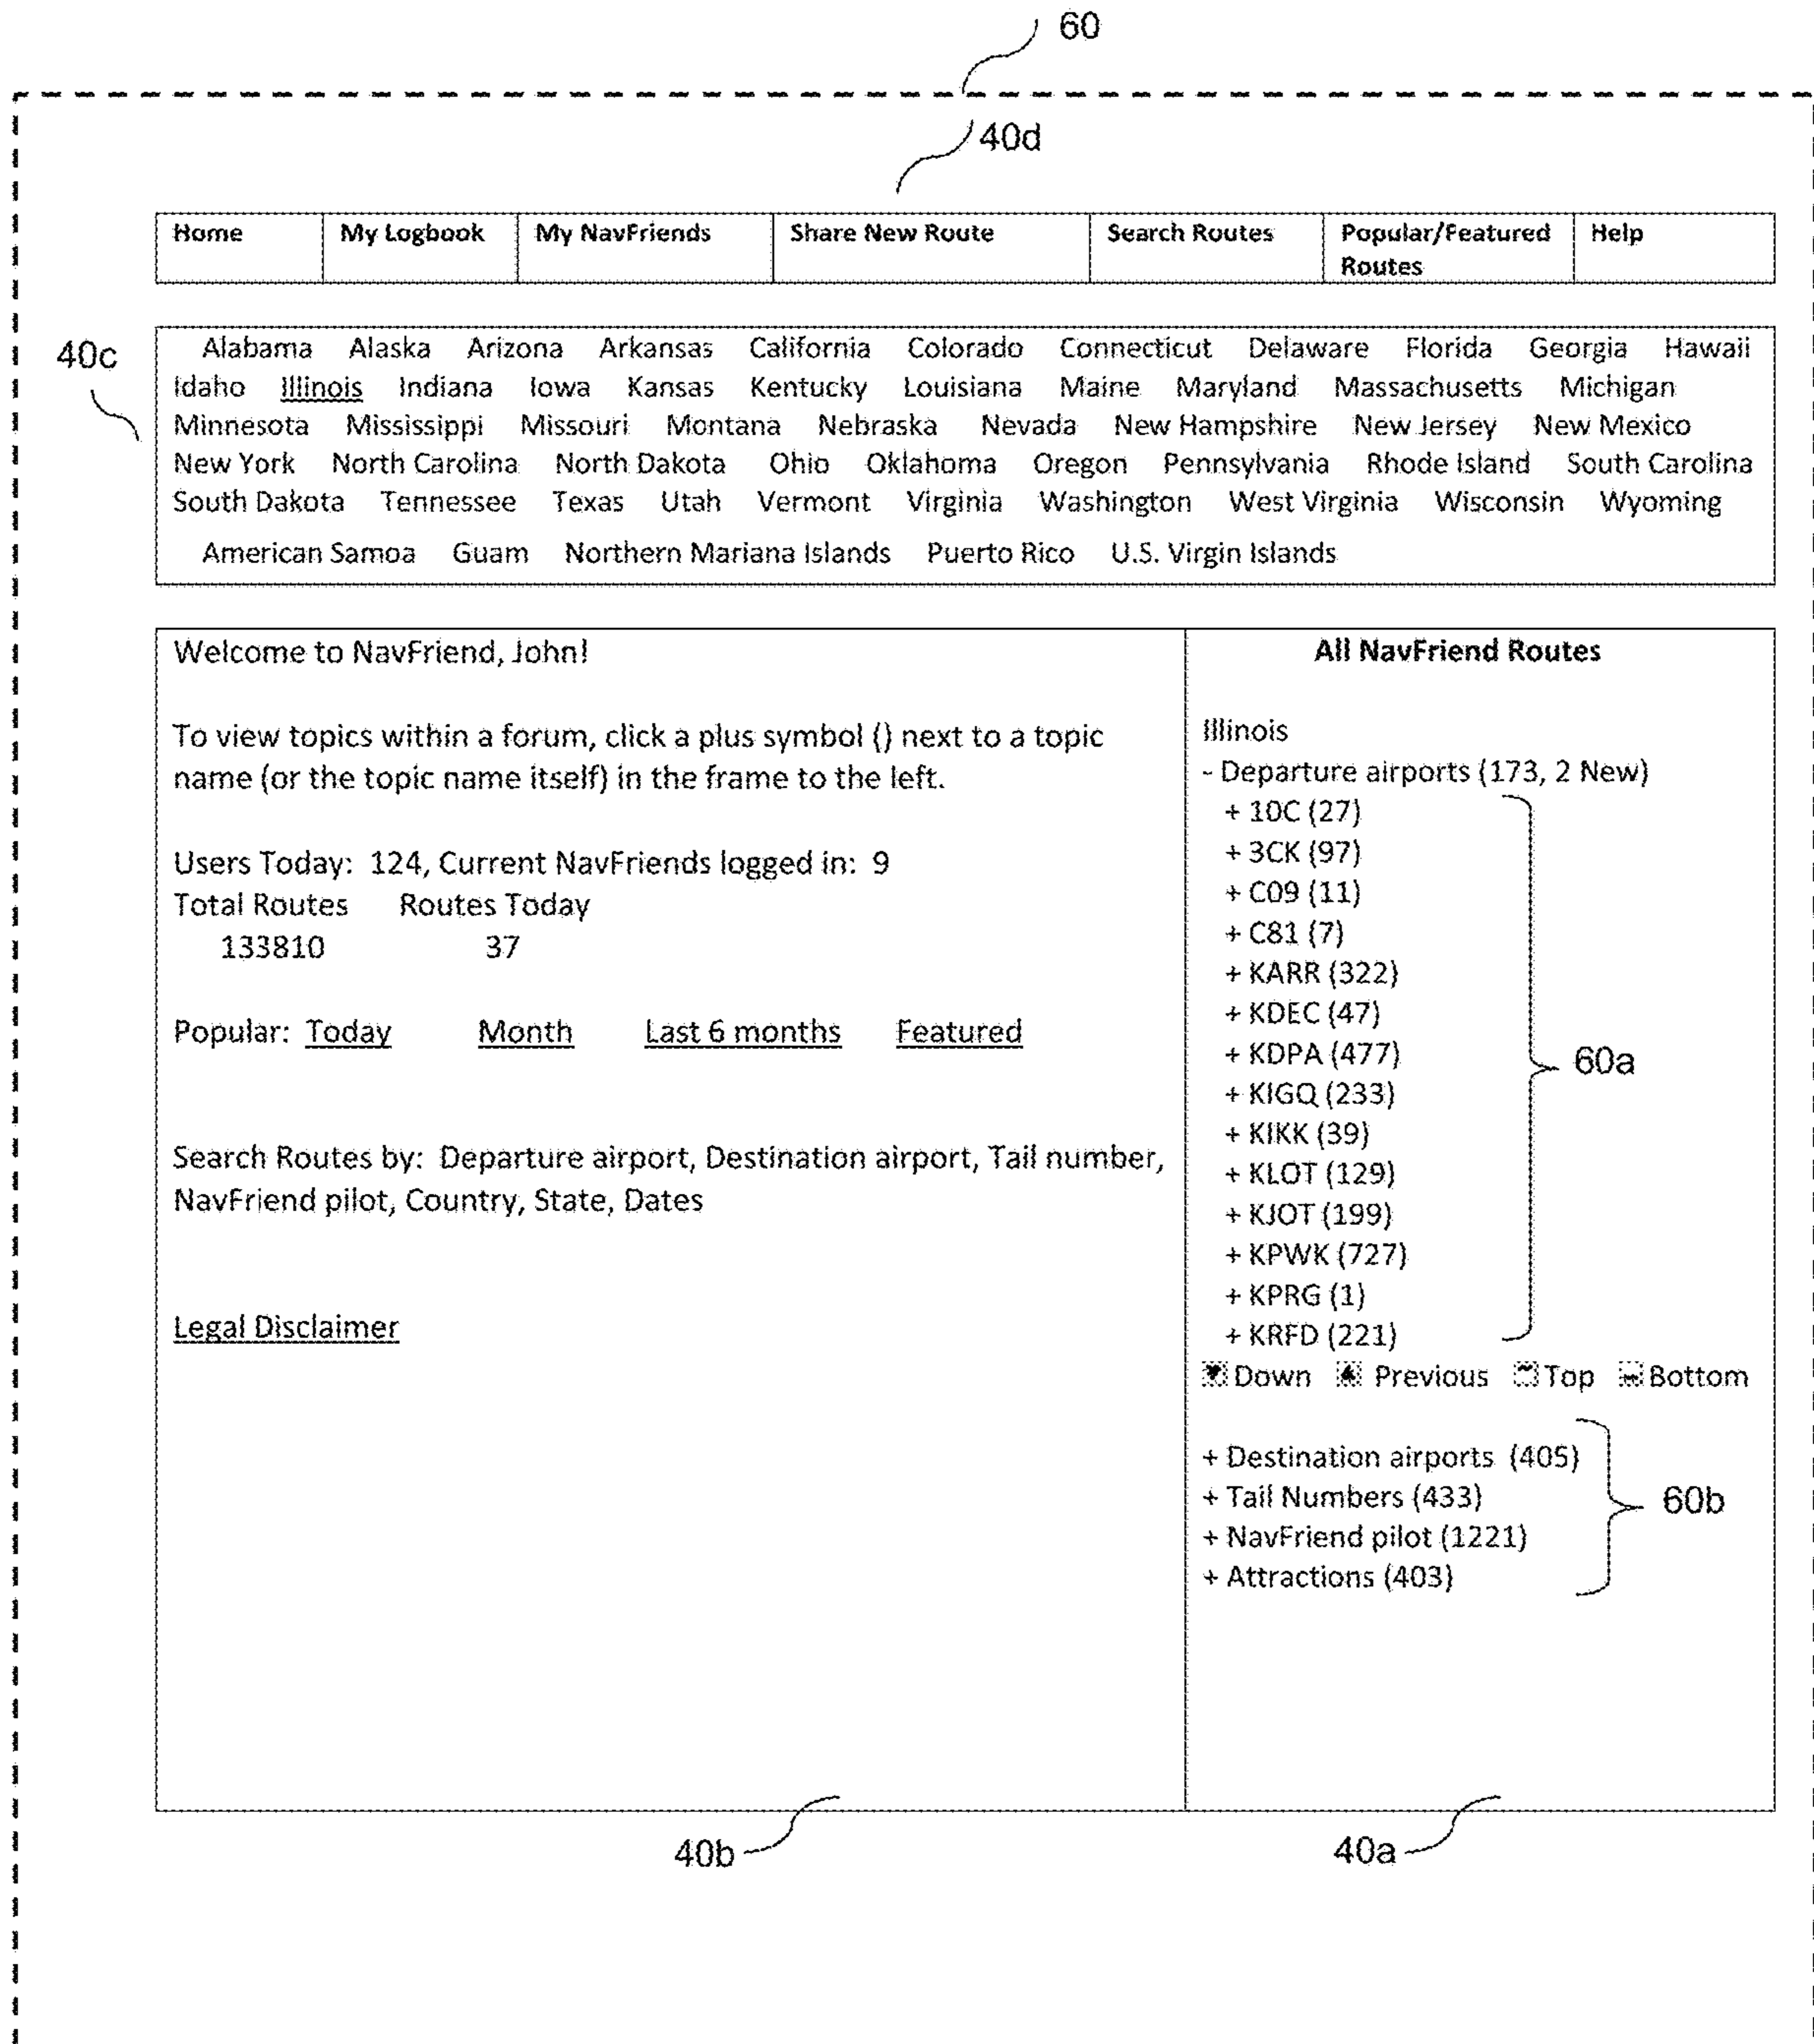 60
40d
Home My Logbook My NavFriends Share New Route Search Routes Popular/Featured Help
Routes
40c
Alabama Alaska Arizona Arkansas California Colorado Connecticut Delaware Florida Georgia Hawaii
Idaho Illinois Indiana Iowa Kansas Kentucky Louisiana Maine Maryland Massachusetts Michigan
Minnesota Mississippi Missouri Montana Nebraska Nevada New Hampshire New Jersey New Mexico
New York North Carolina North Dakota Ohio Oklahoma Oregon Pennsylvania Rhode Island South Carolina
South Dakota Tennessee Texas Utah Vermont Virginia Washington West Virginia Wisconsin Wyoming
American Samoa Guam Northern Mariana Islands Puerto Rico U.S. Virgin Islands
Welcome to NavFriend, John!
To view topics within a forum, click a plus symbol () next to a topic
name (or the topic name itself) in the frame to the left.
Users Today: 124, Current NavFriends logged in: 9
Total Routes Routes Today
133810 37
Popular: Today Month Last 6 months Featured
Search Routes by: Departure airport, Destination airport, Tail number,
NavFriend pilot, Country, State, Dates
Legal Disclaimer
All NavFriend Routes
Illinois
- Departure airports (173, 2 New)
+ 10C (27)
+ 3CK (97)
+ C09 (11)
+ C81 (7)
+ KARR (322)
+ KDEC (47)
+ KDPA (477)
+ KIGQ (233)
+ KIKK (39)
+ KLOT (129)
+ KJOT (199)
+ KPWK (727)
+ KPRG (1)
+ KRFD (221)
60a
Down Previous Top Bottom
+ Destination airports (405)
+ Tail Numbers (433)
+ NavFriend pilot (1221)
+ Attractions (403)
60b
40b
40a